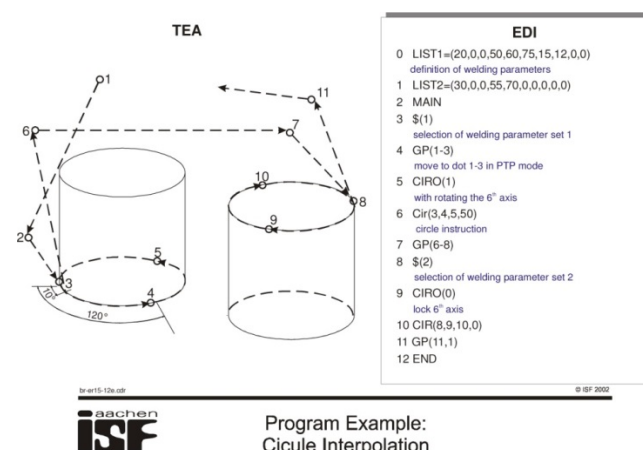 TEA
1
11
6
7
10
8
9
2
5
3
4
10°
120°
EDI
0 LIST1=(20,0,0,50,60,75,15,12,0,0)
definition of welding parameters
1 LIST2=(30,0,0,55,70,0,0,0,0,0)
2 MAIN
3 $(1)
selection of welding parameter set 1
4 GP(1-3)
move to dot 1-3 in PTP mode
5 CIRO(1)
with rotating the 6th axis
6 Cir(3,4,5,50)
circle instruction
7 GP(6-8)
8 $(2)
selection of welding parameter set 2
9 CIRO(0)
lock 6th axis
10 CIR(8,9,10,0)
11 GP(11,1)
12 END
br-er15-12e.cdr
© ISF 2002
aachen
isf
Program Example:
Cicule Interpolation